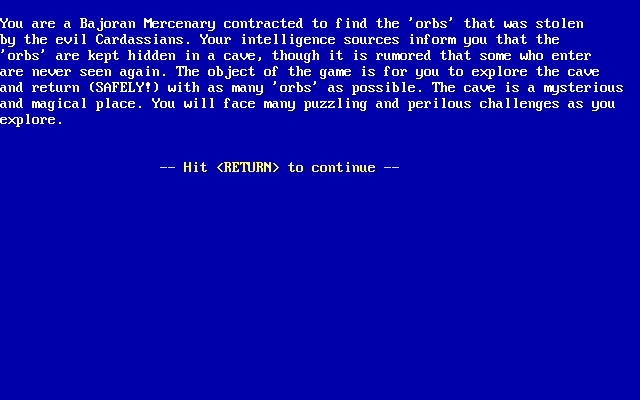 You are a Bajoran Mercenary contracted to find the 'orbs' that was stolen
by the evil Cardassians. Your intelligence sources inform you that the
'orbs' are kept hidden in a cave, though it is rumored that some who enter
are never seen again. The object of the game is for you to explore the cave
and return (SAFELY!) with as many 'orbs' as possible. The cave is a mysterious
and magical place. You will face many puzzling and perilous challenges as you
explore.
-- Hit <RETURN> to continue --